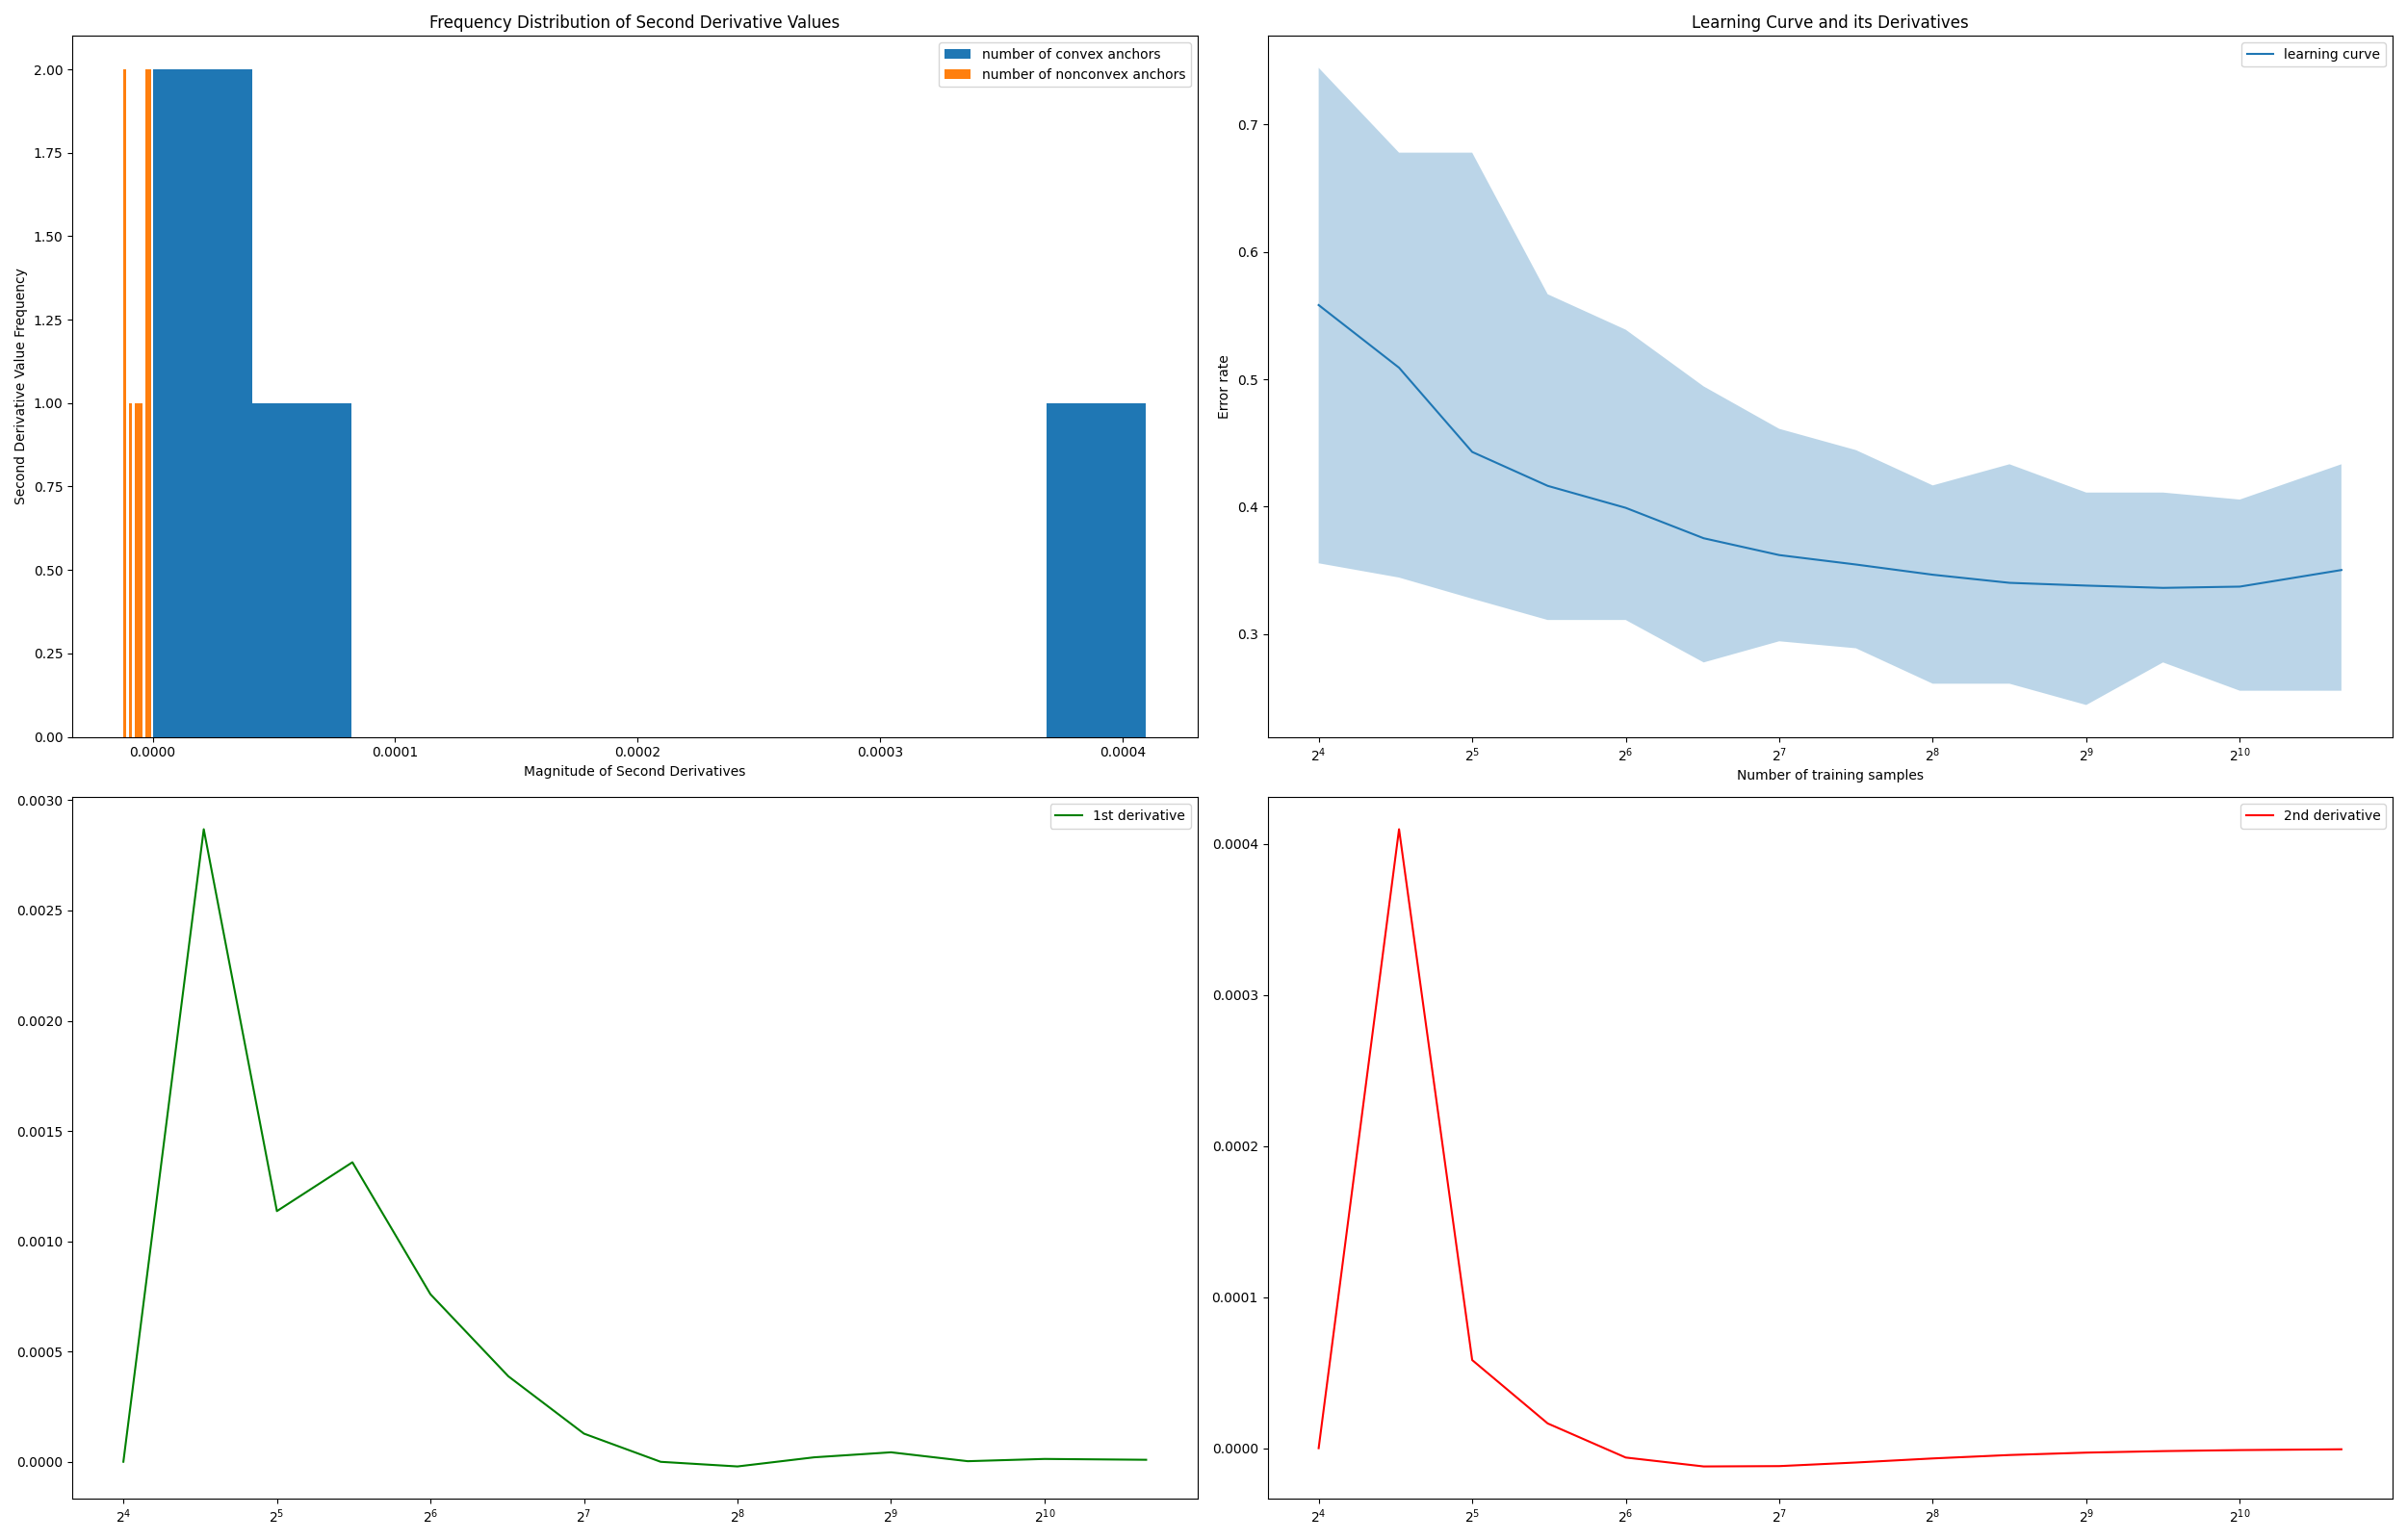 Frequency Distribution of Second Derivative Values
number of convex anchors
number of nonconvex anchors
Second Derivative Value Frequency
2.00
1.75
1.50
1.25
1.00
0.75
0.50
0.25
0.00
0.0000 0.0001 0.0002 0.0003 0.0004
Magnitude of Second Derivatives
Learning Curve and its Derivatives
learning curve
Error rate
0.7
0.6
0.5
0.4
0.3
2^4 2^5 2^6 2^7 2^8 2^9 2^10
Number of training samples
1st derivative
0.0030
0.0025
0.0020
0.0015
0.0010
0.0005
0.0000
2^4 2^5 2^6 2^7 2^8 2^9 2^10
2nd derivative
0.0004
0.0003
0.0002
0.0001
0.0000
2^4 2^5 2^6 2^7 2^8 2^9 2^10